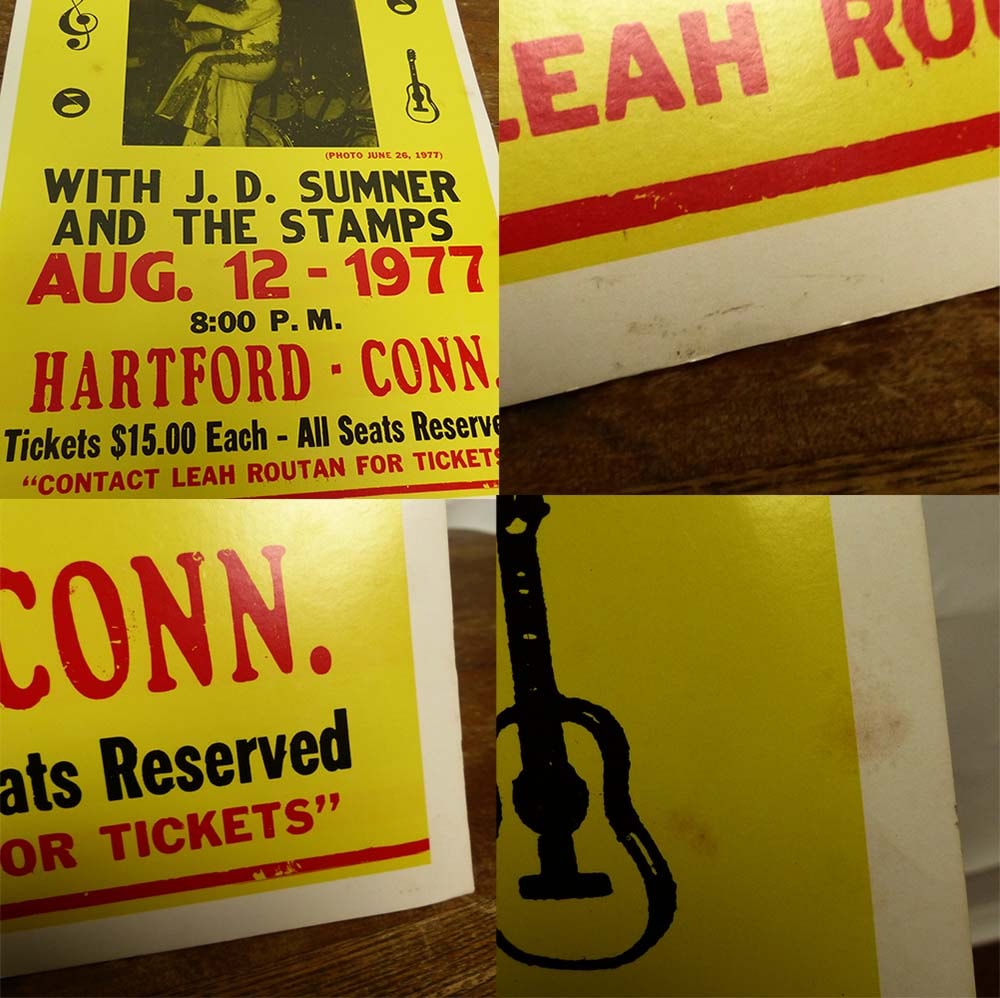 (PHOTO JUNE 26, 1977)
WITH J. D. SUMNER
AND THE STAMPS
AUG. 12 - 1977
8:00 P. M.
HARTFORD · CONN.
Tickets $15.00 Each - All Seats Reserve
"CONTACT LEAH ROUTAN FOR TICKETS
LEAH ROU
CONN.
ats Reserved
OR TICKETS"